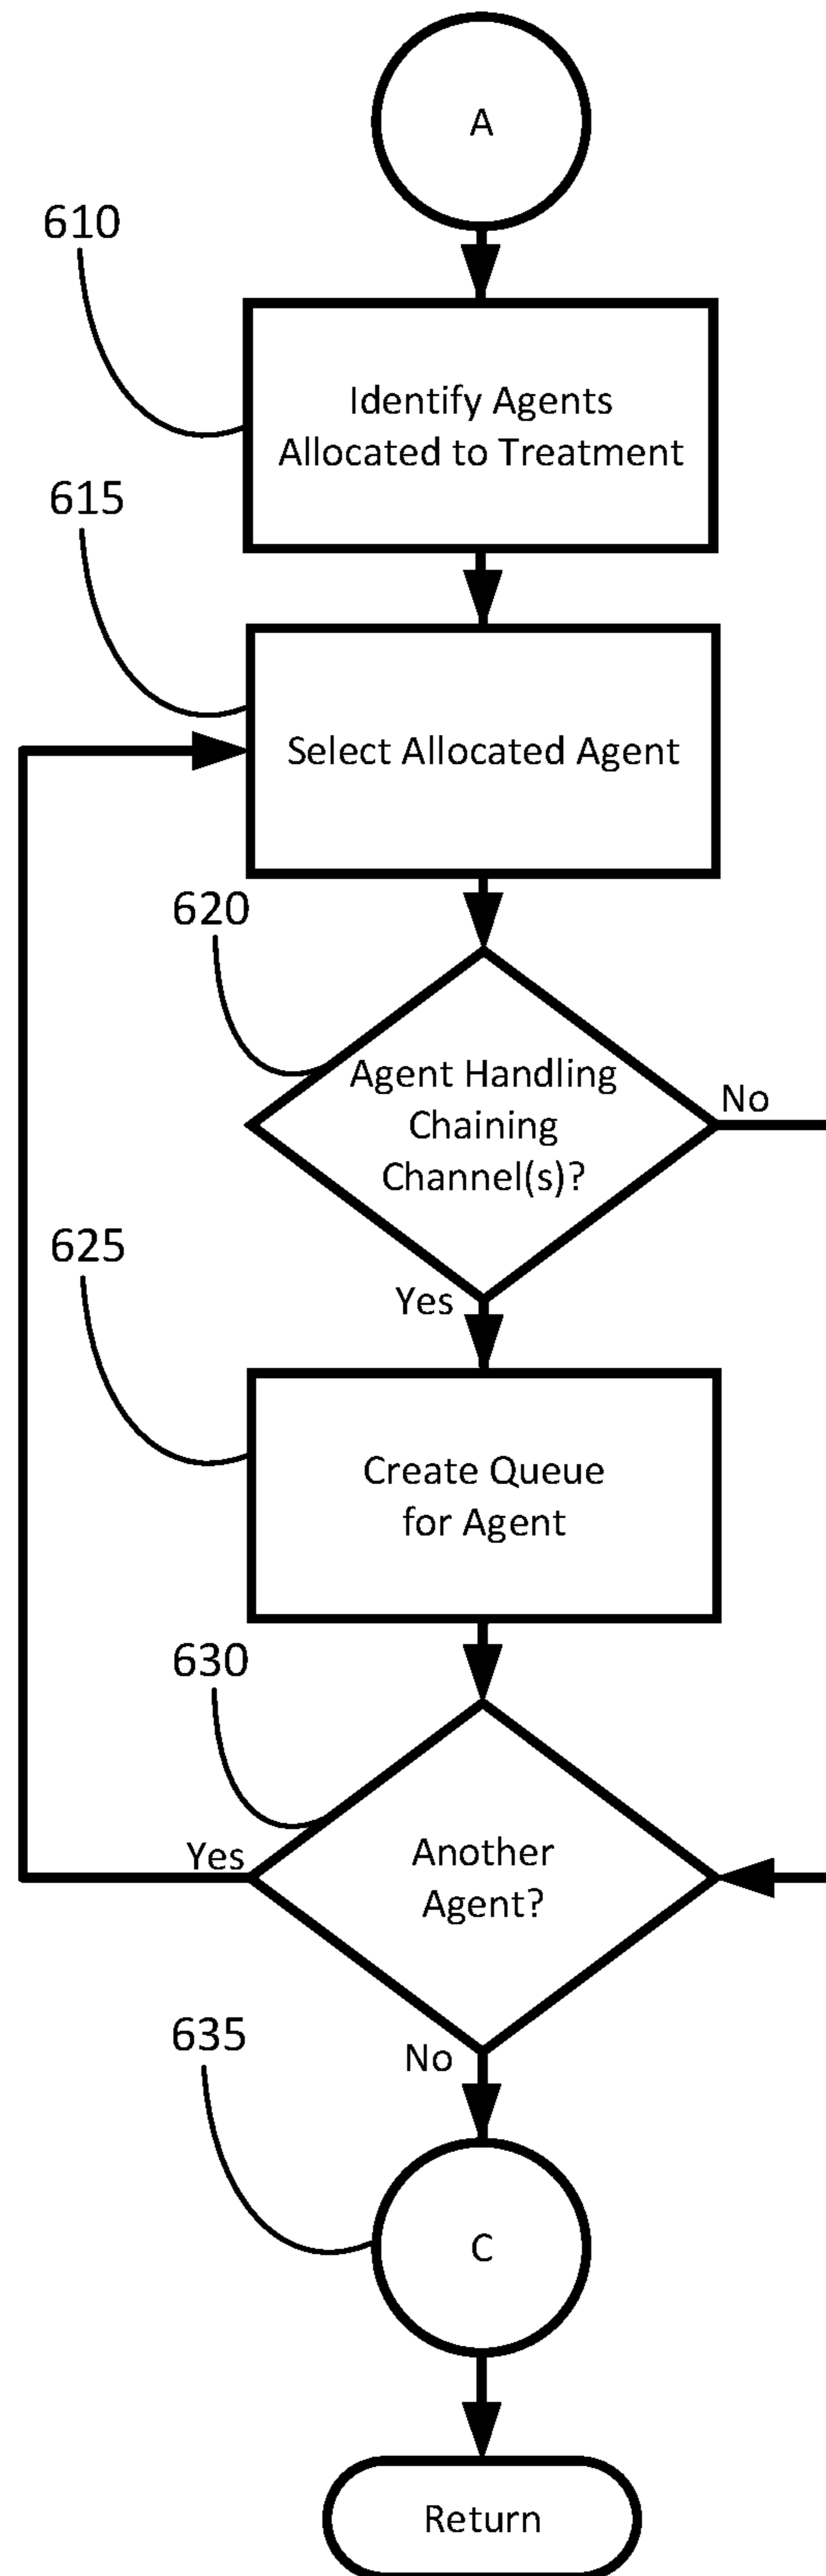 A
610
Identify Agents
Allocated to Treatment
615
Select Allocated Agent
620
Agent Handling
Chaining
Channel(s)?
No
Yes
625
Create Queue
for Agent
630
Another
Agent?
Yes
No
635
C
Return